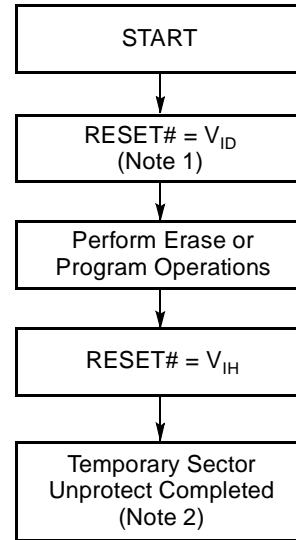 START
RESET# = V_ID
(Note 1)
Perform Erase or
Program Operations
RESET# = V_IH
Temporary Sector
Unprotect Completed
(Note 2)